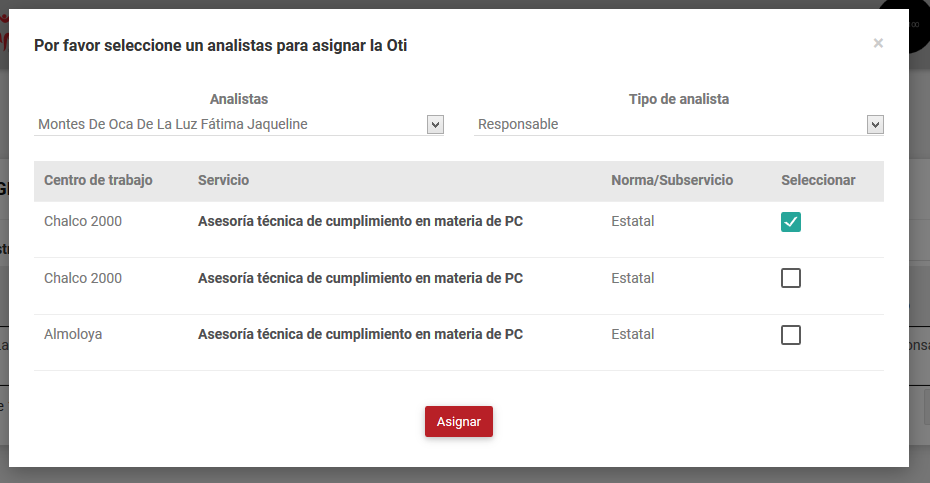 Por favor seleccione un analistas para asignar la Oti
×
Analistas
Tipo de analista
Montes De Oca De La Luz Fátima Jaqueline
Responsable
Centro de trabajo Servicio Norma/Subservicio Seleccionar
Chalco 2000 Asesoría técnica de cumplimiento en materia de PC Estatal
Chalco 2000 Asesoría técnica de cumplimiento en materia de PC Estatal
Almoloya Asesoría técnica de cumplimiento en materia de PC Estatal
Asignar